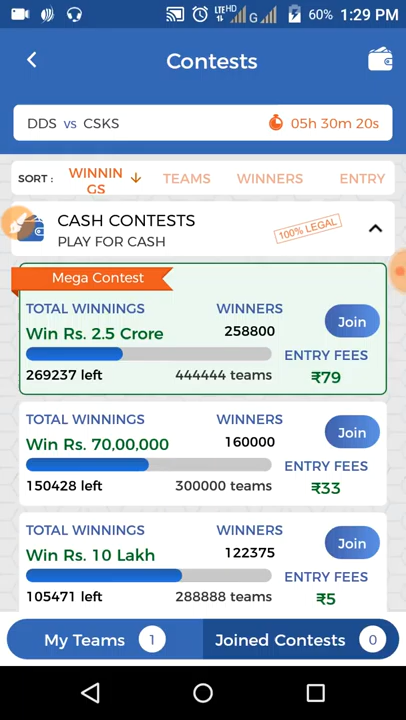 LTE HD G 60% 1:29 PM
Contests
DDS vs CSKS 05h 30m 20s
SORT : WINNIN
GS TEAMS WINNERS ENTRY
CASH CONTESTS
PLAY FOR CASH 100% LEGAL
Mega Contest
TOTAL WINNINGS WINNERS
Win Rs. 2.5 Crore 258800 Join
ENTRY FEES
269237 left 444444 teams ₹79
TOTAL WINNINGS WINNERS
Win Rs. 70,00,000 160000 Join
ENTRY FEES
150428 left 300000 teams ₹33
TOTAL WINNINGS WINNERS
Win Rs. 10 Lakh 122375 Join
ENTRY FEES
105471 left 288888 teams ₹5
My Teams 1 Joined Contests 0